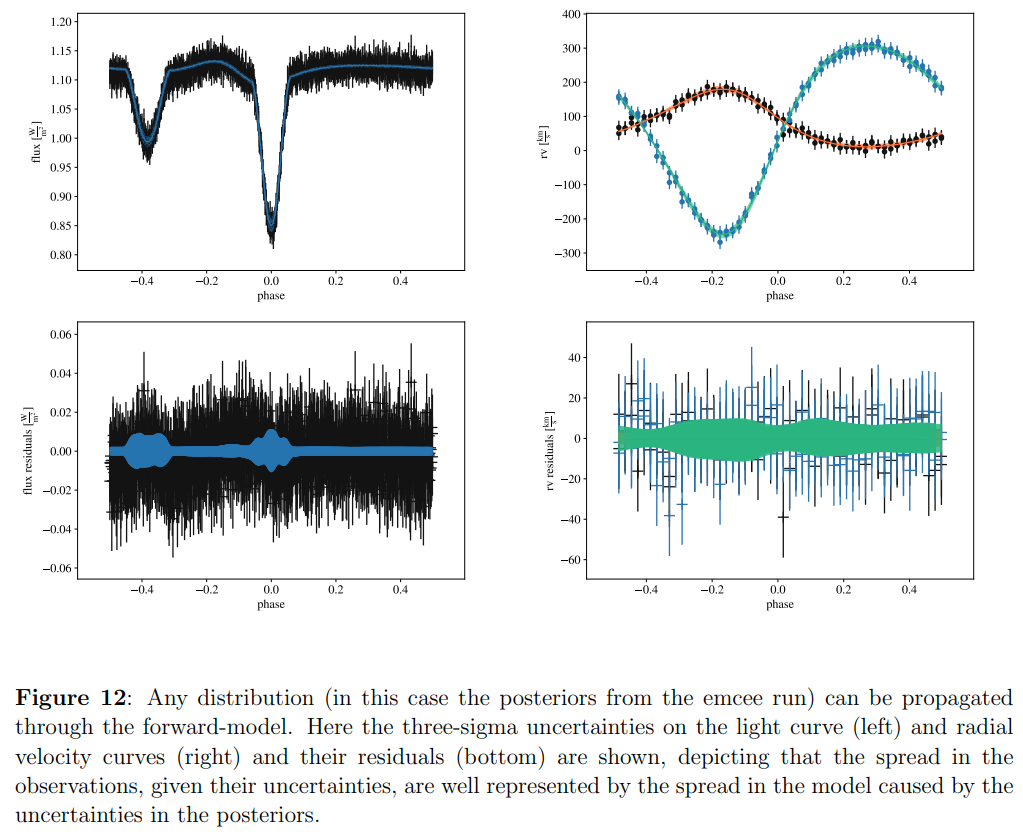 1.20
1.15
1.10
1.05
1.00
0.95
0.90
0.85
0.80
flux [W/m²]
−0.4 −0.2 0.0 0.2 0.4
phase
400
300
200
100
0
−100
−200
−300
rv [km/s]
−0.4 −0.2 0.0 0.2 0.4
phase
0.06
0.04
0.02
0.00
−0.02
−0.04
−0.06
flux residuals [W/m²]
−0.4 −0.2 0.0 0.2 0.4
phase
40
20
0
−20
−40
−60
rv residuals [km/s]
−0.4 −0.2 0.0 0.2 0.4
phase
Figure 12: Any distribution (in this case the posteriors from the emcee run) can be propagated
through the forward-model. Here the three-sigma uncertainties on the light curve (left) and radial
velocity curves (right) and their residuals (bottom) are shown, depicting that the spread in the
observations, given their uncertainties, are well represented by the spread in the model caused by the
uncertainties in the posteriors.